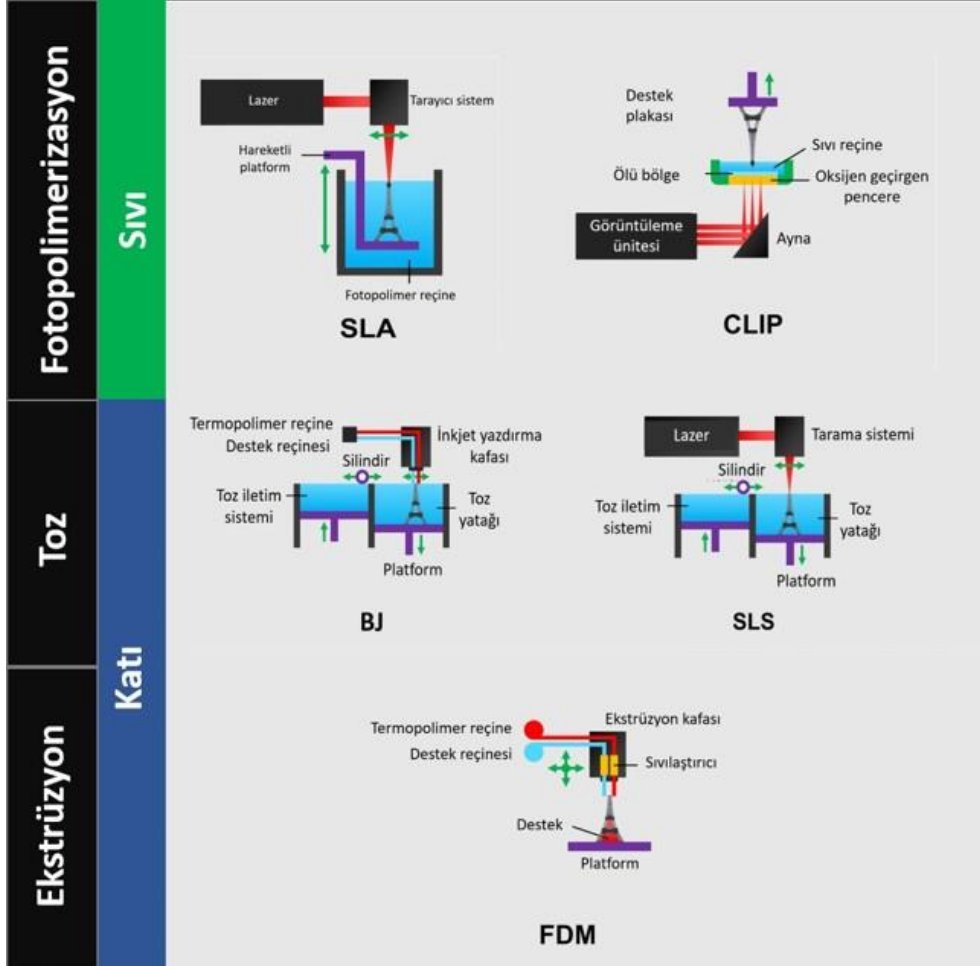 Fotopolimerizasyon
Sıvı
Lazer
Tarayıcı sistem
Hareketli
platform
Fotopolimer reçine
SLA
Destek
plakası
Sıvı reçine
Ölü bölge
Oksijen geçirgen
pencere
Görüntüleme
ünitesi
Ayna
CLIP
Toz
Katı
Termopolimer reçine
Destek reçinesi
İnkjet yazdırma
kafası
Silindir
Toz iletim
sistemi
Toz
yatağı
Platform
BJ
Lazer
Tarama sistemi
Silindir
Toz iletim
sistemi
Toz
yatağı
Platform
SLS
Ekstrüzyon
Termopolimer reçine
Destek reçinesi
Ekstrüzyon kafası
Sıvılaştırıcı
Destek
Platform
FDM